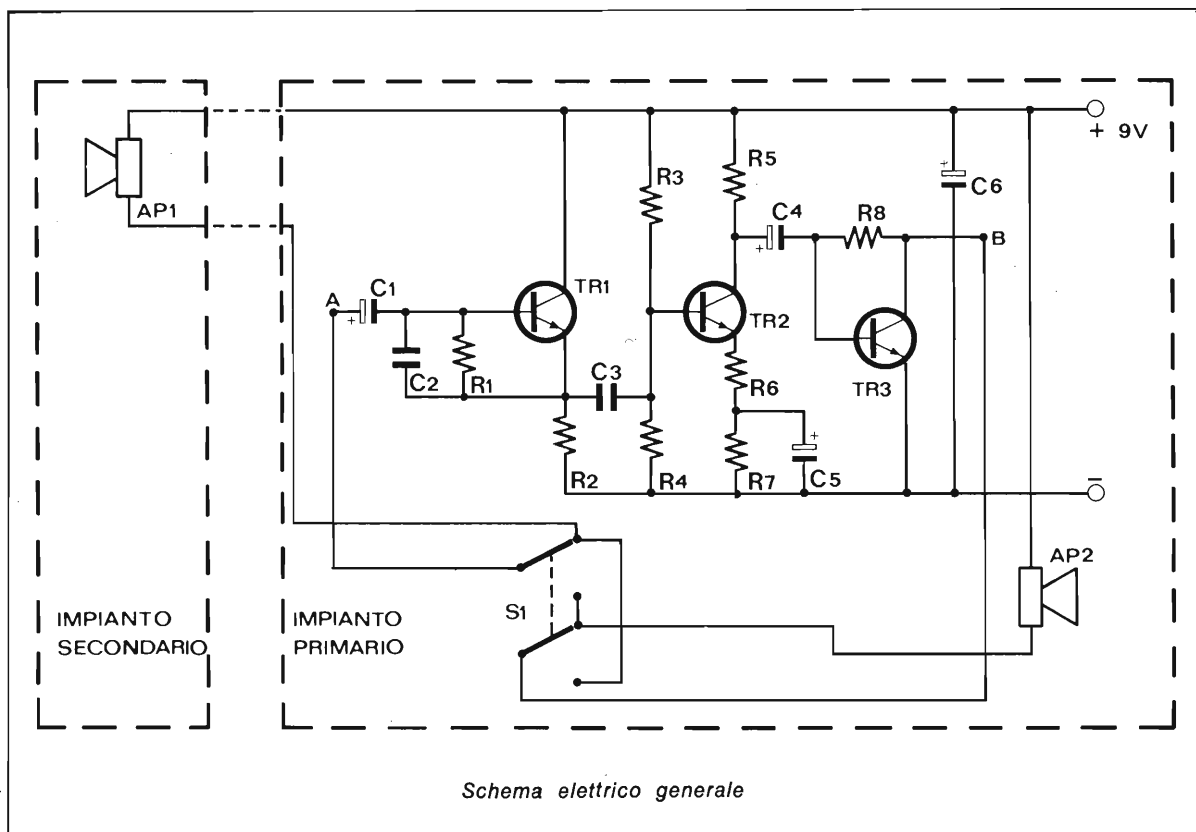 + 9V
R5
R3
C6
C4
R8
AP1
B
A
C1
+
TR1
TR2
R6
TR3
C2
R1
C3
+
R2
R4
R7
C5
−
AP2
S1
IMPIANTO
SECONDARIO
IMPIANTO
PRIMARIO
Schema elettrico generale